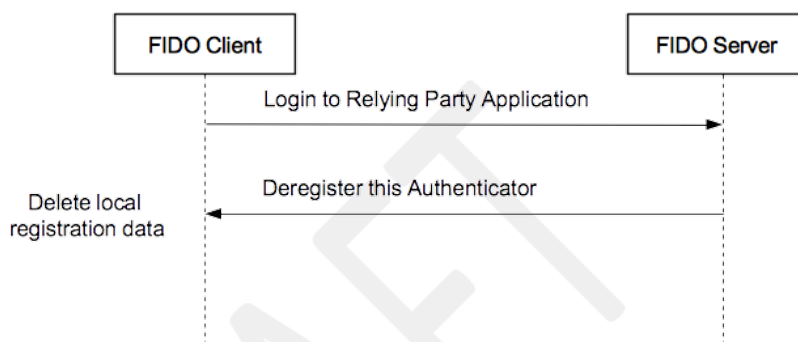 FIDO Client
FIDO Server
Login to Relying Party Application
Deregister this Authenticator
Delete local
registration data